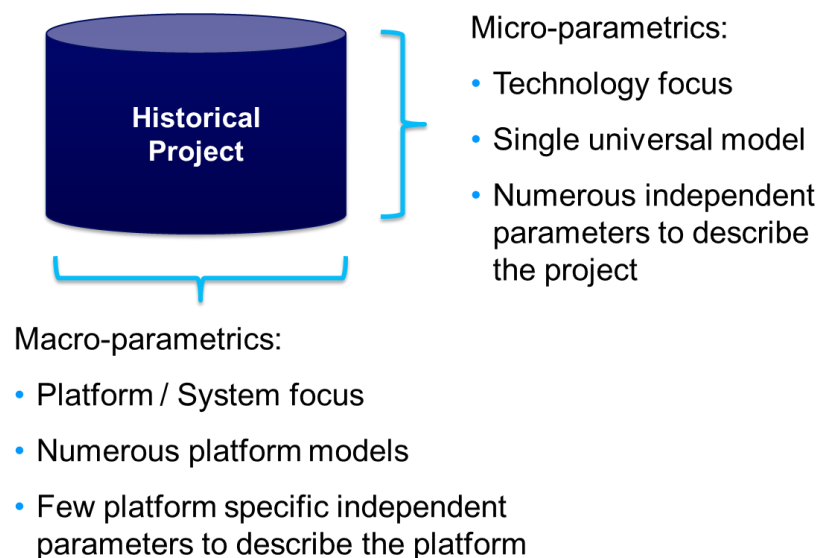 Historical
Project
Micro-parametrics:
• Technology focus
• Single universal model
• Numerous independent
parameters to describe
the project
Macro-parametrics:
• Platform / System focus
• Numerous platform models
• Few platform specific independent
parameters to describe the platform